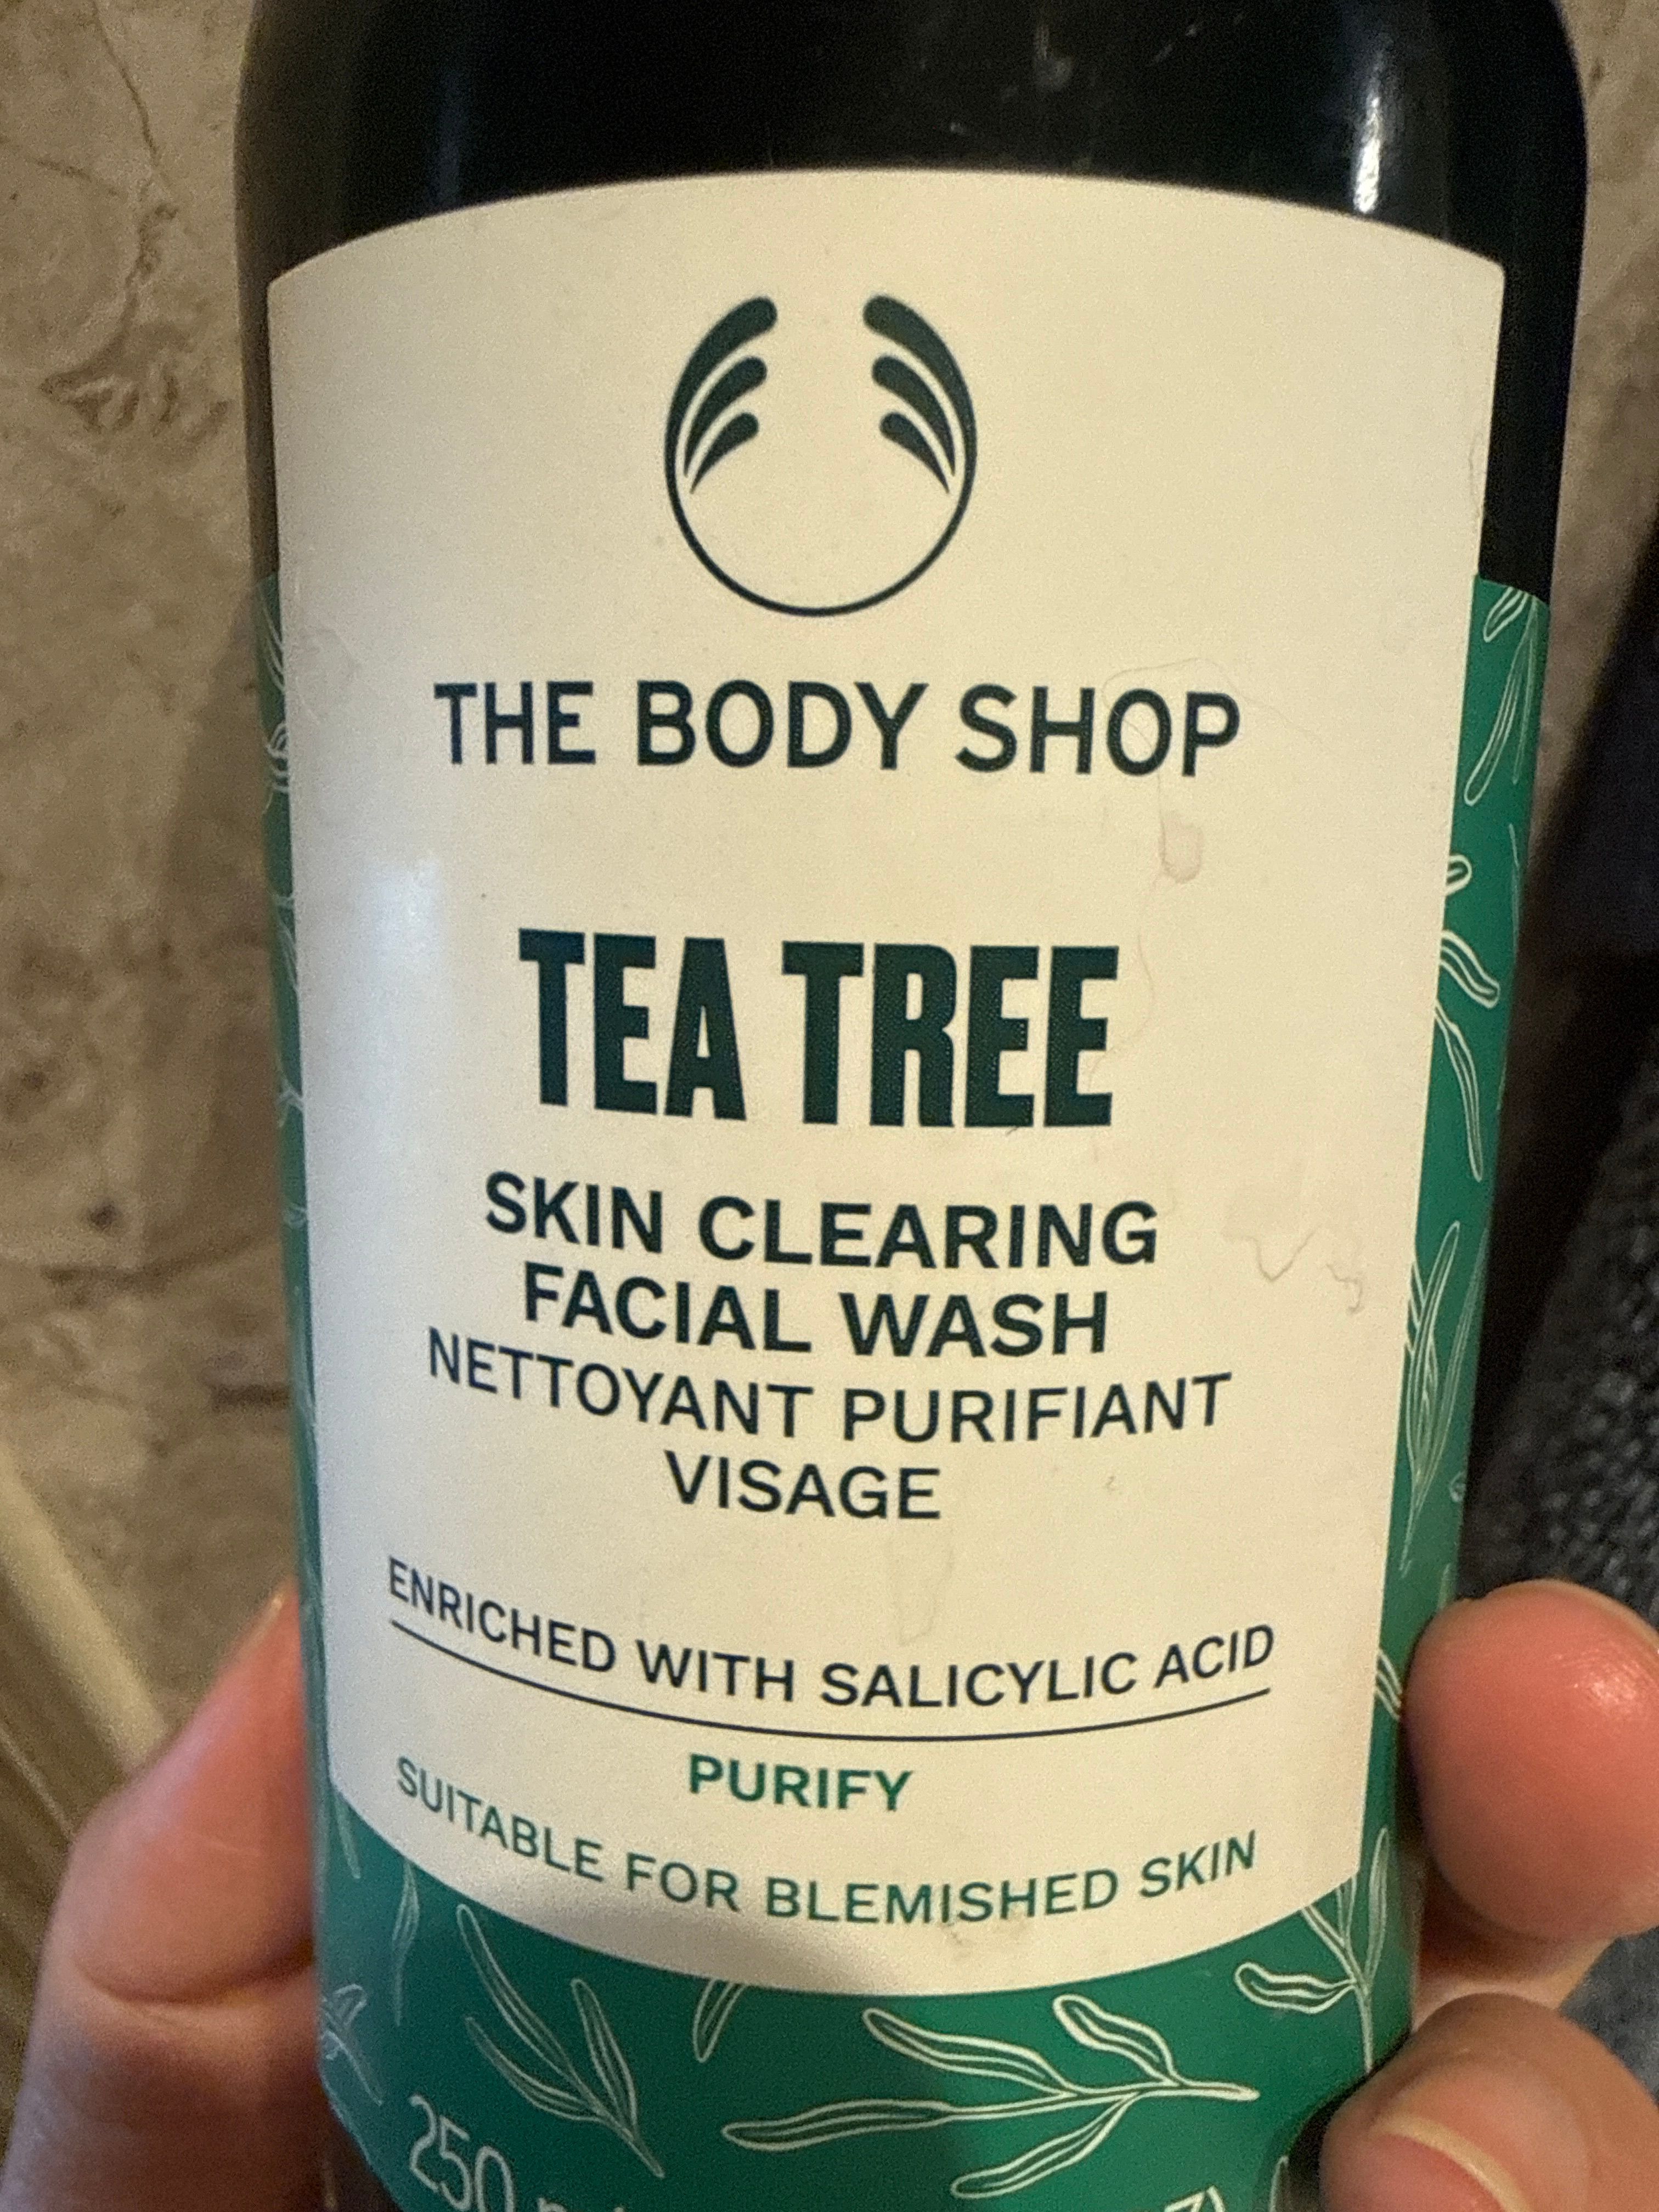 THE BODY SHOP
TEA TREE
SKIN CLEARING
FACIAL WASH
NETTOYANT PURIFIANT
VISAGE
ENRICHED WITH SALICYLIC ACID
PURIFY
SUITABLE FOR BLEMISHED SKIN
250